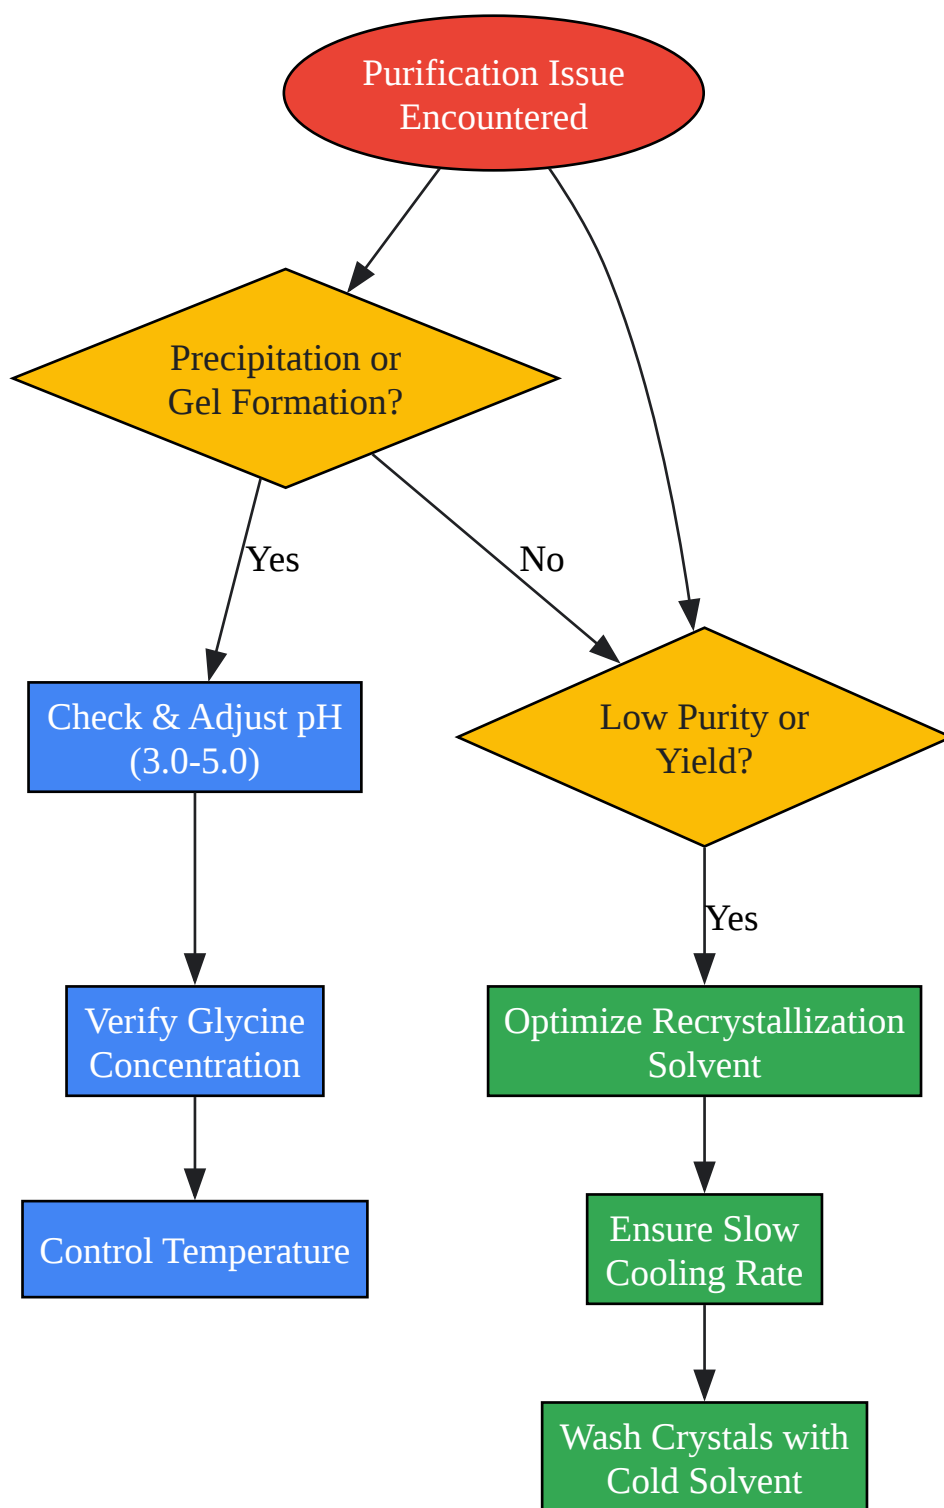 Purification Issue
Encountered
Precipitation or
Gel Formation?
Yes
No
Check & Adjust pH
(3.0-5.0)
Low Purity or
Yield?
Yes
Verify Glycine
Concentration
Optimize Recrystallization
Solvent
Control Temperature
Ensure Slow
Cooling Rate
Wash Crystals with
Cold Solvent